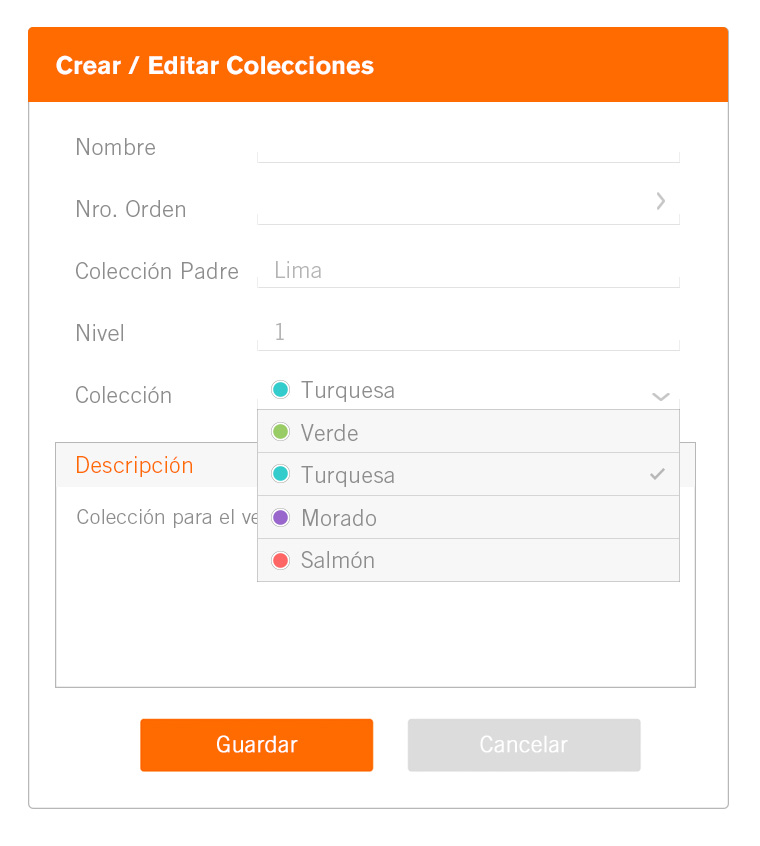 Crear / Editar Colecciones
Nombre
Nro. Orden
Colección Padre Lima
Nivel 1
Colección Turquesa
Verde
Descripción
Turquesa
Colección para el
Morado
Salmón
Guardar Cancelar